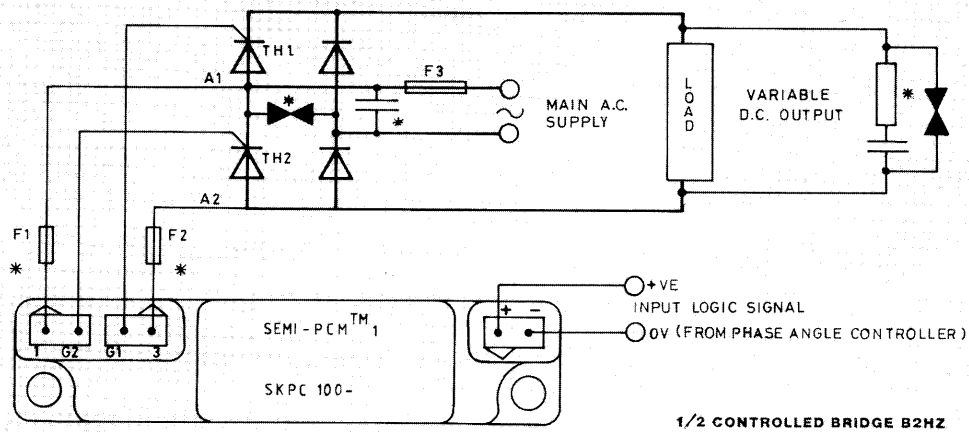 TH1
A1
F3
MAIN A.C.
SUPPLY
LOAD
VARIABLE
D.C. OUTPUT
*
*
*
TH2
A2
F1
F2
*
*
+VE
INPUT LOGIC SIGNAL
0V (FROM PHASE ANGLE CONTROLLER)
+ -
1 G2 G1 3
SEMI-PCM™1
SKPC 100-
1/2 CONTROLLED BRIDGE B2HZ